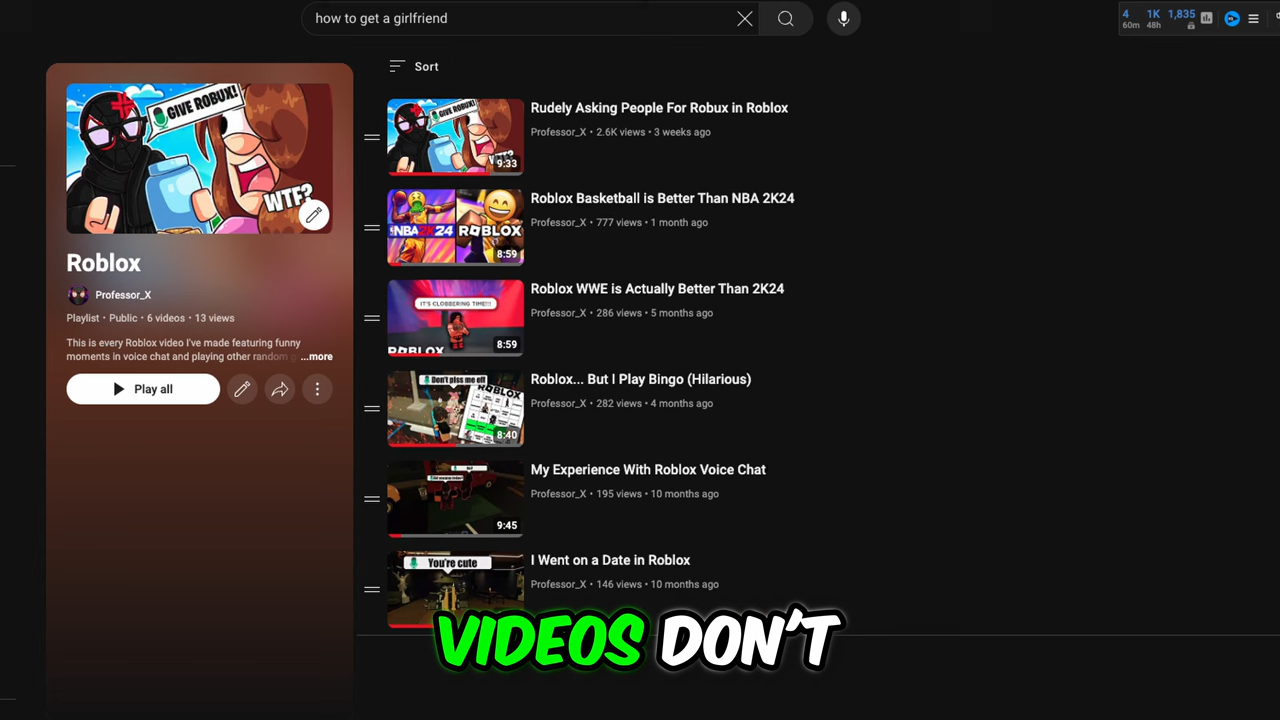 how to get a girlfriend
4 1K 1,835
60m 48h
Sort
GIVE ROBUX!
WTF?
Roblox
Professor_X
Playlist • Public • 6 videos • 13 views
This is every Roblox video I've made featuring funny
moments in voice chat and playing other random g ...more
Play all
GIVE ROBUX!
WTF?
9:33
Rudely Asking People For Robux in Roblox
Professor_X • 2.6K views • 3 weeks ago
NBA 2K24
ROBLOX
8:59
Roblox Basketball is Better Than NBA 2K24
Professor_X • 777 views • 1 month ago
IT'S CLOBBERING TIME!!!
ROBLOX
8:59
Roblox WWE is Actually Better Than 2K24
Professor_X • 286 views • 5 months ago
Don't piss me off
ROBLOX
8:40
Roblox... But I Play Bingo (Hilarious)
Professor_X • 282 views • 4 months ago
9:45
My Experience With Roblox Voice Chat
Professor_X • 195 views • 10 months ago
You're cute
I Went on a Date in Roblox
Professor_X • 146 views • 10 months ago
VIDEOS DON'T